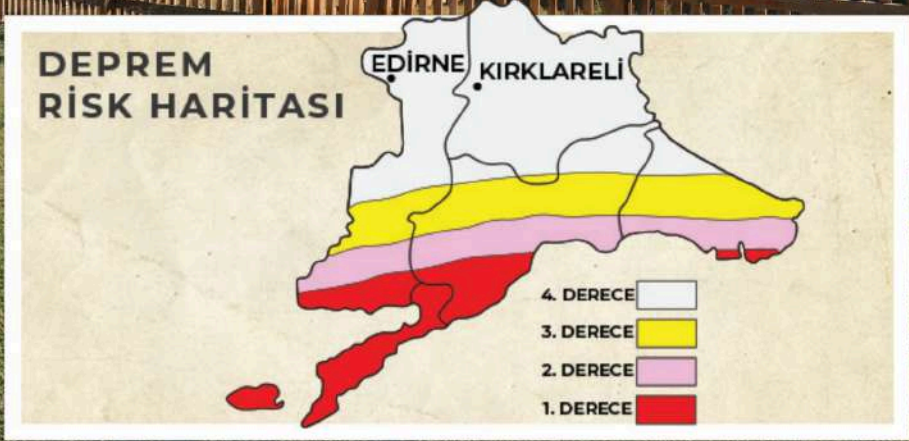 DEPREM
RİSK HARİTASI
EDİRNE
KIRKLARELİ
4. DERECE
3. DERECE
2. DERECE
1. DERECE